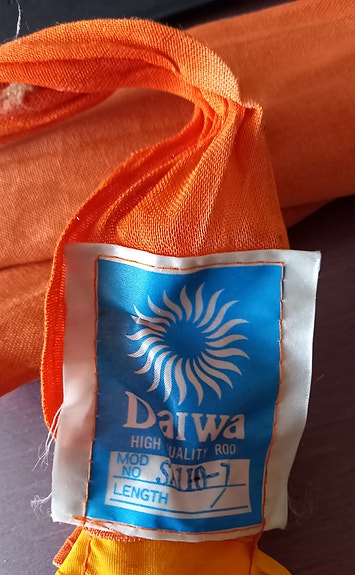 Daiwa
HIGH QUALITY ROD
MOD
NO
LENGTH